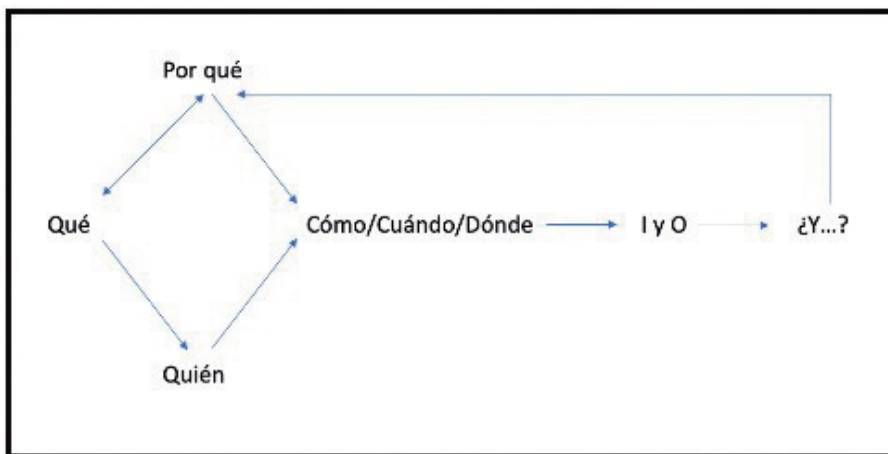 Por qué
Qué
Cómo/Cuándo/Dónde
I y O
¿Y...?
Quién